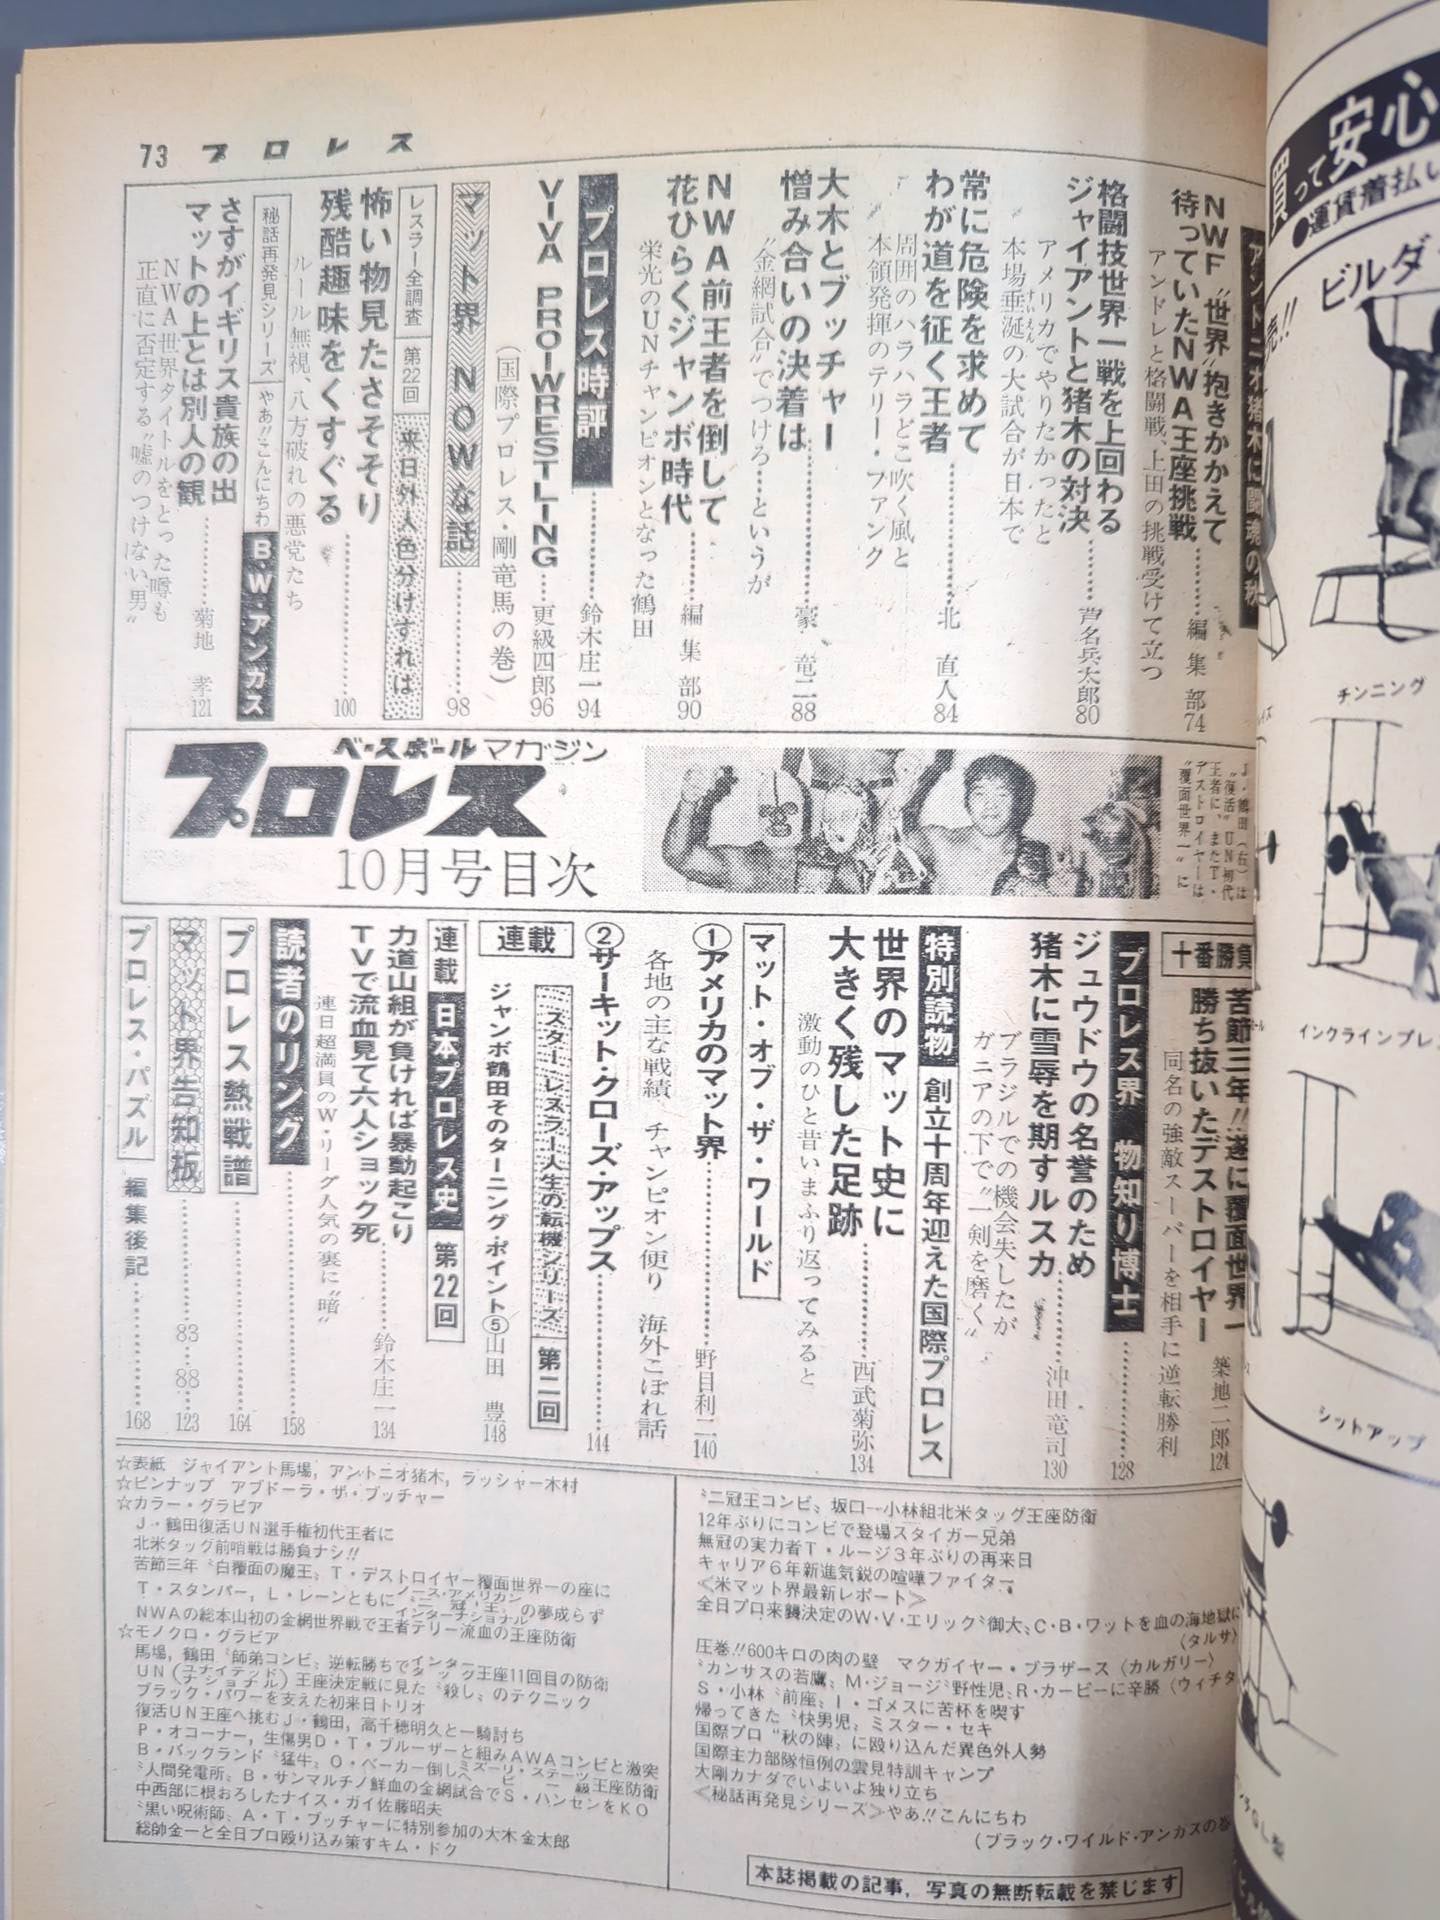 73 プロレス
アントニオ猪木に闘魂の秋
NWF〝世界〟抱きかかえて
待っていたNWA王座挑戦………編集部74
アンドレと格闘戦、上田の挑戦受けて立つ
格闘技世界一戦を上回わる
ジャイアントと猪木の対決………芦名兵太郎80
アメリカでやりたかったと
本場垂涎の大試合が日本で
常に危険を求めて
わが道を征く王者………北 直人84
周囲のハラハラどこ吹く風と
本領発揮のテリー・ファンク
大木とブッチャー
憎み合いの決着は………豪 竜二88
〝金網試合〟でつけろ…というが
NWA前王者を倒して
花ひらくジャンボ時代………編集部90
栄光のUNチャンピオンとなった鶴田
プロレス時評………鈴木庄一94
VIVA PROIWRESTLING…更級四郎96
(国際プロレス・剛竜馬の巻)
マット界NOWな話………98
レスラー全調査 第22回 来日外人色分けすれば
怖い物見たさそそり
残酷趣味をくすぐる………100
ルール無視、八方破れの悪党たち
秘話再発見シリーズ やあ〃こんにちわ B・W・アンガス
さすがイギリス貴族の出
マットの上とは別人の観………菊地 孝121
NWA世界タイトルをとった噂も
正直に否定する〝嘘のつけない男〟
ベースボールマガジン
プロレス
10月号目次
J・鶴田(右)は
〝復活〟UN初代
王者に、またT・
デストロイヤーは
〝覆面世界一〟に
十番勝負
苦節三年!!遂に覆面世界一
勝ち抜いたデストロイヤー………築地二郎124
同名の強敵スーパーを相手に逆転勝利
プロレス界 物知り博士………128
ジュウドウの名誉のため
猪木に雪辱を期すルスカ………沖田竜司130
ブラジルでの機会失したが
ガニアの下で〝一剣を磨く〟
特別読物 創立十周年迎えた国際プロレス
世界のマット史に
大きく残した足跡………西武菊弥134
激動のひと昔いまふり返ってみると
マット・オブ・ザ・ワールド
①アメリカのマット界………野目利二140
各地の主な戦績 チャンピオン便り 海外こぼれ話
②サーキット・クローズ・アップス………144
連載 スターレスラー人生の転機シリーズ 第二回
ジャンボ鶴田そのターニング・ポイント⑤山田 豊148
連載 日本プロレス史 第22回
力道山組が負ければ暴動起こり
TVで流血見て六人ショック死………鈴木庄一134
連日超満員のW・リーグ人気の裏に〝暗〟
読者のリング………158
プロレス熱戦譜………164
マット界告知板………83 88 123
プロレス・パズル 編集後記………168
☆表紙 ジャイアント馬場，アントニオ猪木，ラッシャー木村
☆ピンナップ アブドーラ・ザ・ブッチャー
☆カラー・グラビア
J・鶴田復活UN選手権初代王者に
北米タッグ前哨戦は勝負ナシ!!
苦節三年〝白覆面の魔王〟T・デストロイヤー覆面世界一の座に
T・スタンパー，L・レーンともにノース・アメリカン インターナショナル 二冠王の夢成らず
NWAの総本山初の金網世界戦で王者テリー流血の王座防衛
☆モノクロ・グラビア
馬場，鶴田〝師弟コンビ〟逆転勝ちでインタータッグ王座11回目の防衛
UN(ユナイテッド ナショナル)王座決定戦に見た〝殺し〟のテクニック
ブラック・パワーを支えた初来日トリオ
復活UN王座へ挑むJ・鶴田，高千穂明久と一騎討ち
P・オコーナー，生傷男D・T・ブルーザーと組みAWAコンビと激突
B・バックランド〝猛牛〟O・ベーカー倒しミズーリ・ステーツヘビー級王座防衛
〝人間発電所〟B・サンマルチノ鮮血の金網試合でS・ハンセンをKO
中西部に根おろしたナイス・ガイ佐藤昭夫
〝黒い呪術師〟A・T・ブッチャーに特別参加の大木金太郎
総帥金一と全日プロ殴り込み策すキム・ドク
〝二冠王コンビ〟坂口―小林組北米タッグ王座防衛
12年ぶりにコンビで登場スタイガー兄弟
無冠の実力者T・ルージ3年ぶりの再来日
キャリア6年新進気鋭の喧嘩ファイター
≪米マット界最新レポート≫
全日プロ来襲決定のW・V・エリック〝御大〟C・B・ワットを血の海地獄に
(タルサ)
圧巻!!600キロの肉の壁 マクガイヤー・ブラザース(カルガリー)
〝カンサスの若鷹〟M・ジョージ〝野性児〟R・カービーに辛勝(ウィチタ
S・小林〝前座〟I・ゴメスに苦杯を喫す
帰ってきた〝快男児〟ミスター・セキ
国際プロ〝秋の陣〟に殴り込んだ異色外人勢
国際主力部隊恒例の雲見特訓キャンプ
大剛カナダでいよいよ独り立ち
≪秘話再発見シリーズ≫やあ!!こんにちわ
(ブラック・ワイルド・アンガスの巻
本誌掲載の記事，写真の無断転載を禁じます
買って安心
●運賃着払い
ビルダ
売!!
チンニング
インクラインプレ
シットアップ